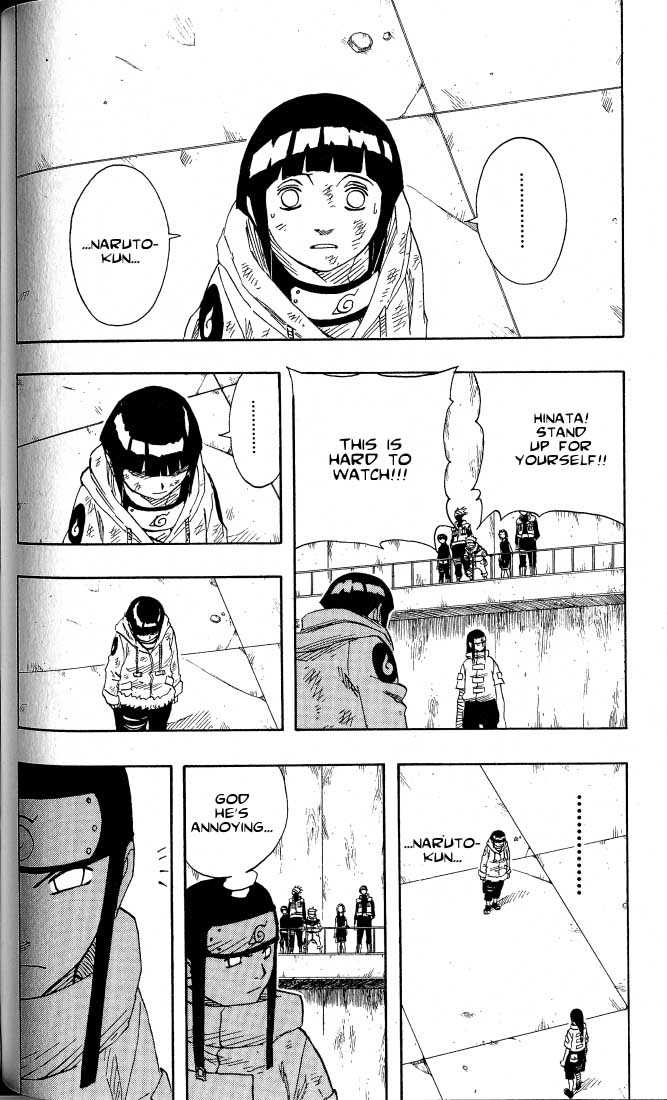 ........
...NARUTO-
KUN...
HINATA!
STAND
UP FOR
YOURSELF!!
THIS IS
HARD TO
WATCH!!!
......
.........
...NARUTO-
KUN...
GOD
HE'S
ANNOYING...